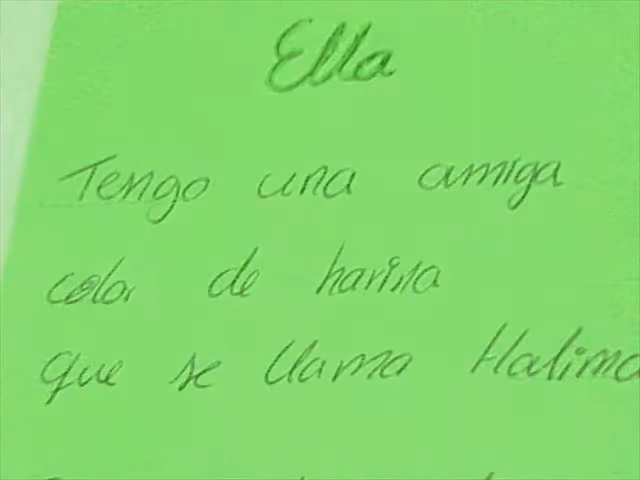 Ella
Tengo una amiga
color de harina
que se llama Halima